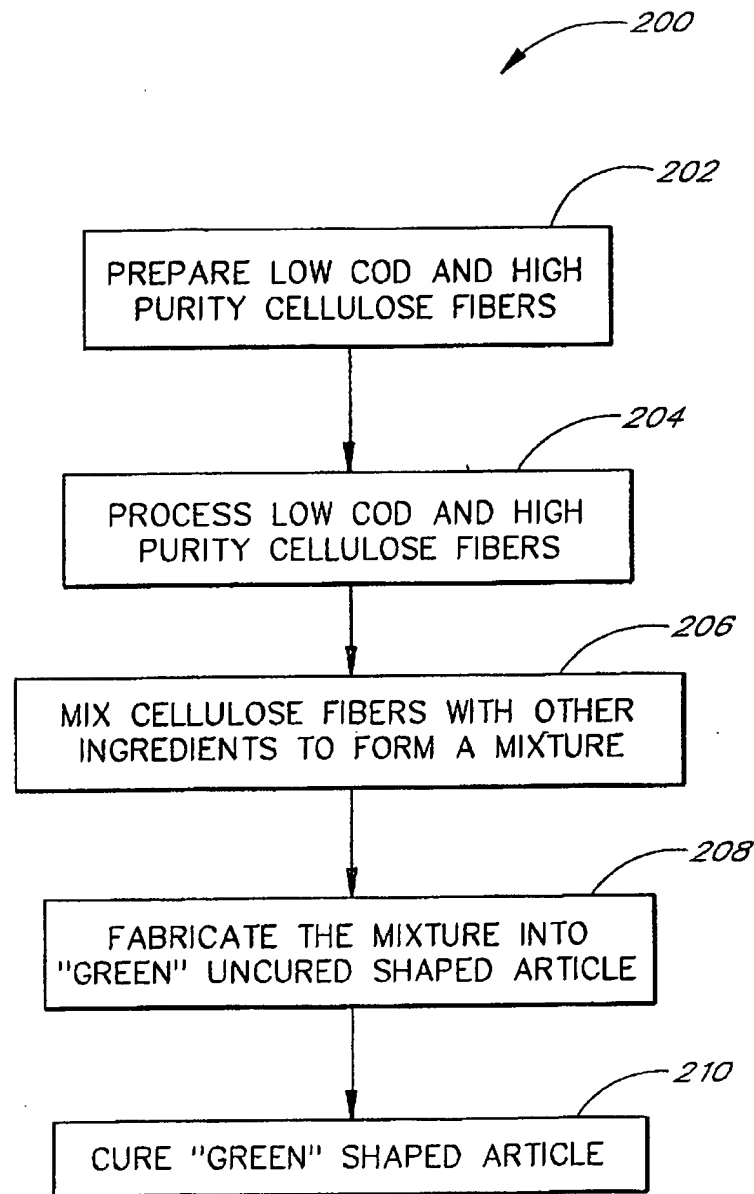 200
202
PREPARE LOW COD AND HIGH
PURITY CELLULOSE FIBERS
204
PROCESS LOW COD AND HIGH
PURITY CELLULOSE FIBERS
206
MIX CELLULOSE FIBERS WITH OTHER
INGREDIENTS TO FORM A MIXTURE
208
FABRICATE THE MIXTURE INTO
"GREEN" UNCURED SHAPED ARTICLE
210
CURE "GREEN" SHAPED ARTICLE